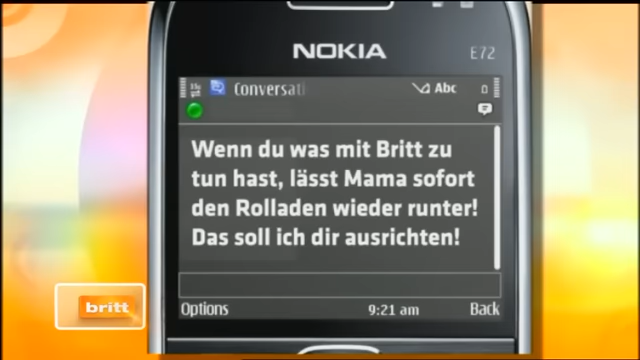 NOKIA
E72
Conversati
Abc
Wenn du was mit Britt zu
tun hast, lässt Mama sofort
den Rolladen wieder runter!
Das soll ich dir ausrichten!
Options 9:21 am Back
britt